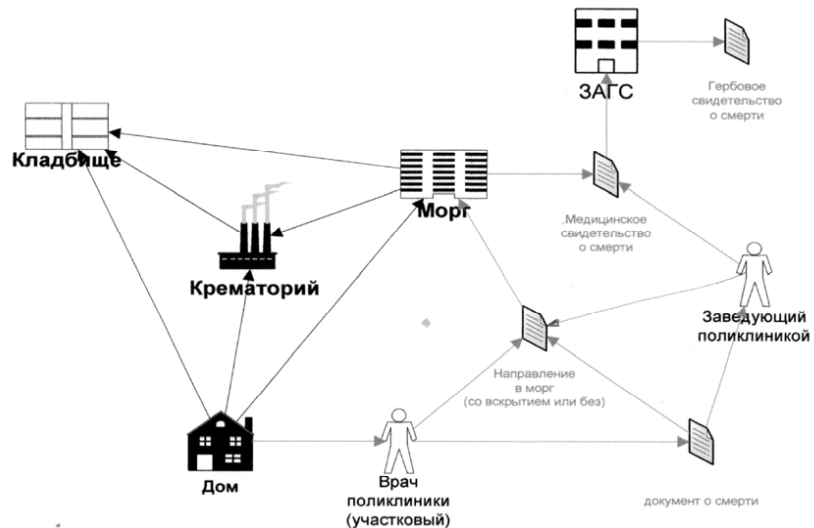 ЗАГС
Гербовое
свидетельство
о смерти
Кладбище
Морг
Медицинское
свидетельство
о смерти
Крематорий
Заведующий
поликлиникой
Направление
в морг
(со вскрытием или без)
Дом
Врач
поликлиники
(участковый)
документ о смерти